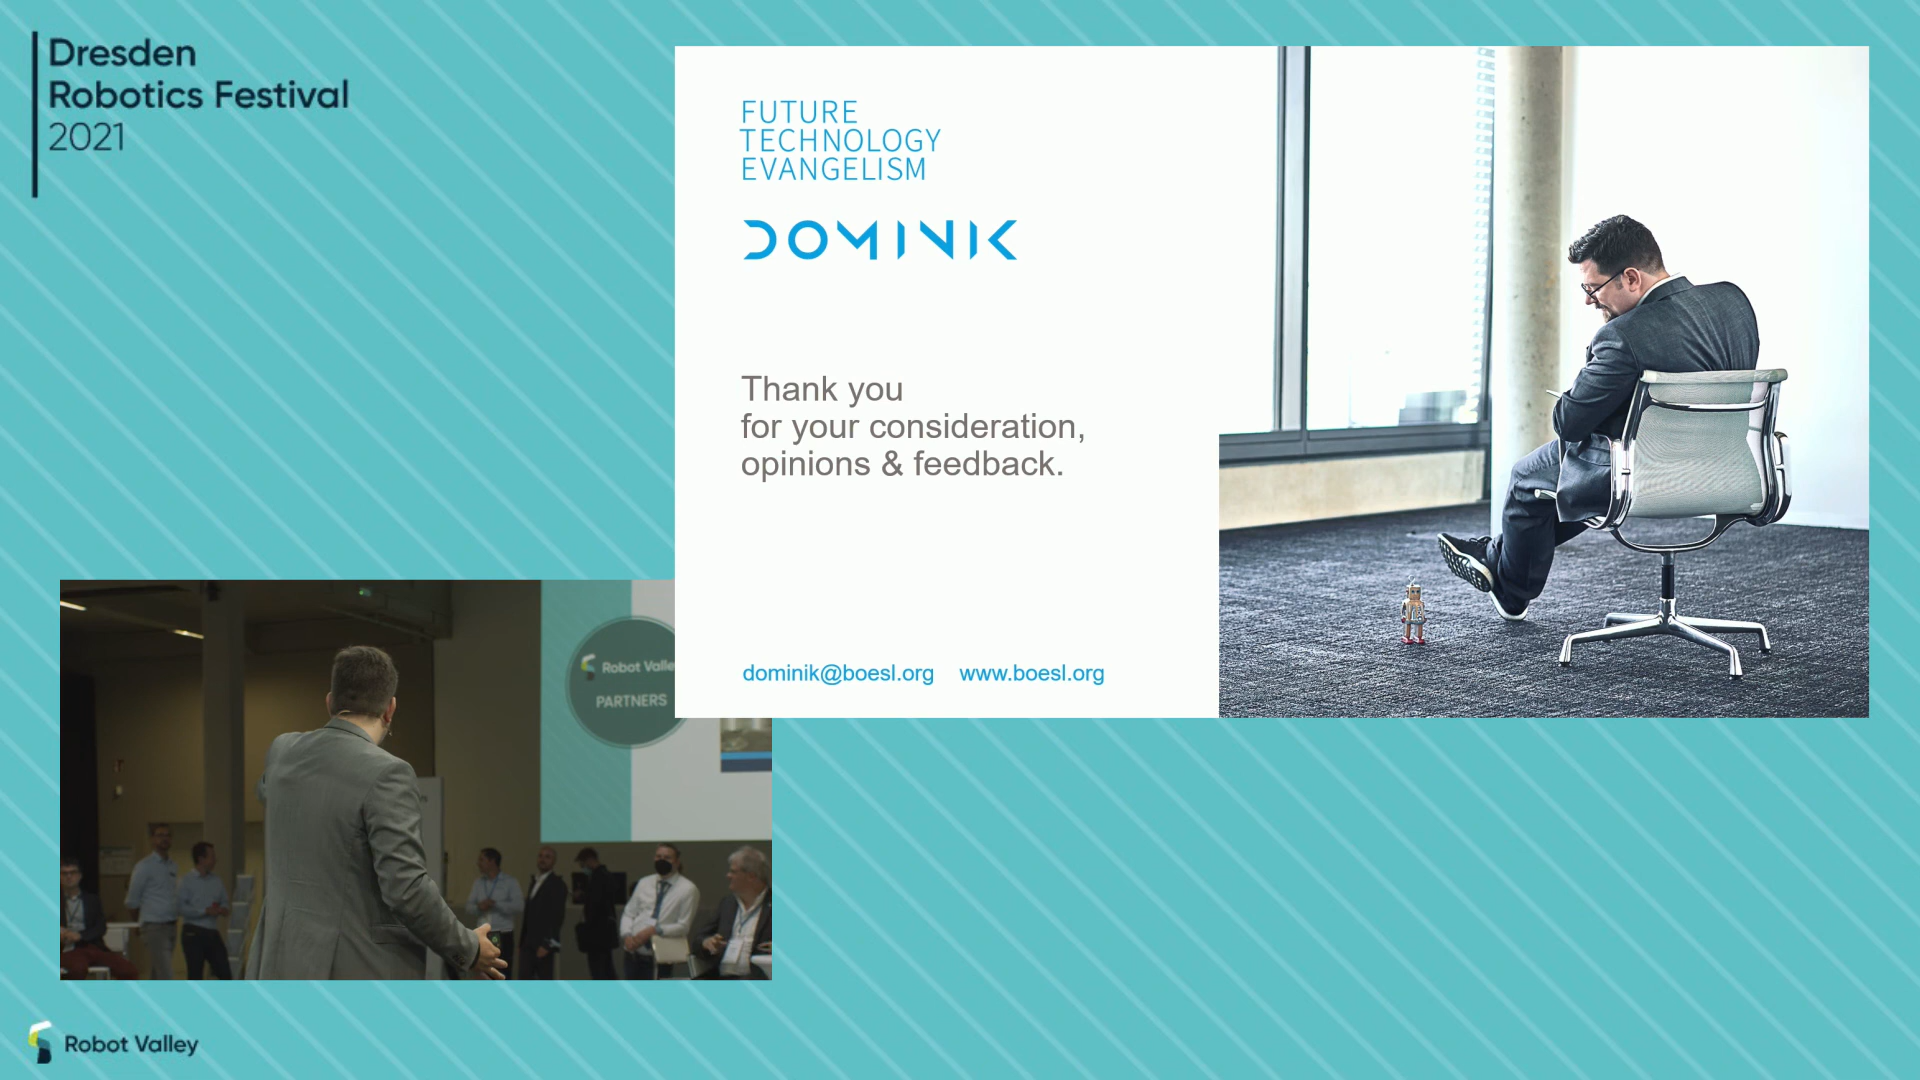 Dresden
Robotics Festival
2021
FUTURE
TECHNOLOGY
EVANGELISM
DOMINIK
Thank you
for your consideration,
opinions & feedback.
dominik@boesl.org www.boesl.org
Robot Valle
PARTNERS
Robot Valley